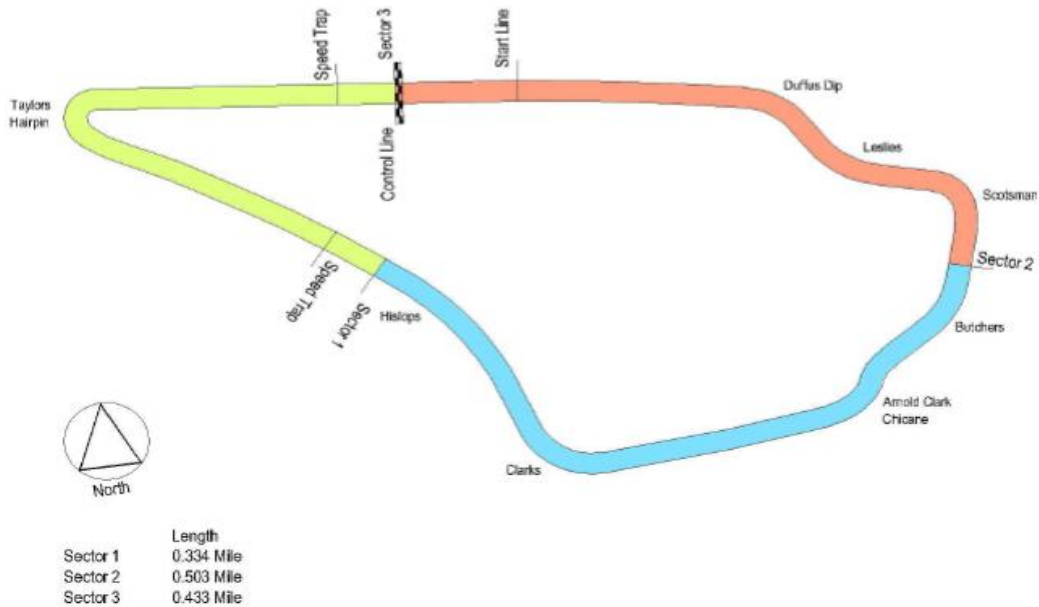 Speed Trap
Sector 3
Start Line
Taylors
Hairpin
Control Line
Duffus Dip
Leslies
Scotsman
Sector 2
Speed Trap
Sector 1
Hislops
Butchers
Arnold Clark
Chicane
Clarks
North
Length
Sector 1 0.334 Mile
Sector 2 0.503 Mile
Sector 3 0.433 Mile